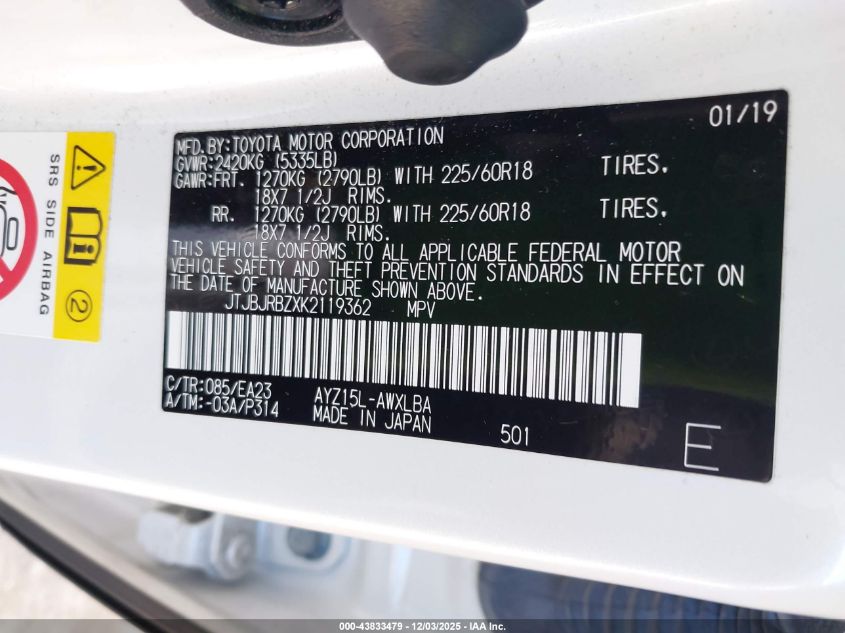 01/19
MFD. BY: TOYOTA MOTOR CORPORATION
GVWR: 2420KG (5335LB)
GAWR: FRT. 1270KG (2790LB) WITH 225/60R18 TIRES.
18X7 1/2J RIMS.
RR. 1270KG (2790LB) WITH 225/60R18 TIRES.
18X7 1/2J RIMS.
THIS VEHICLE CONFORMS TO ALL APPLICABLE FEDERAL MOTOR
VEHICLE SAFETY AND THEFT PREVENTION STANDARDS IN EFFECT ON
THE DATE OF MANUFACTURE SHOWN ABOVE.
JTJBJRBZXK2119362 MPV
C/TR: 085/EA23 AYZ15L-AWXLBA
A/TM: -03A/P314 MADE IN JAPAN
501 E
SRS SIDE AIRBAG
2
000-43833479 - 12/03/2025 - IAA Inc.